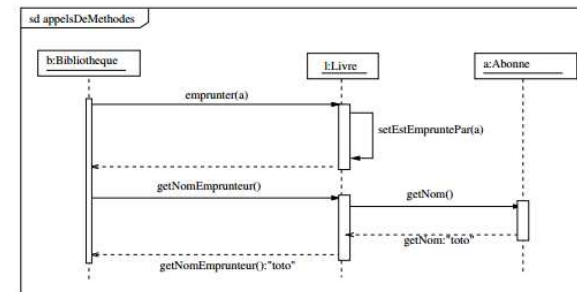 sd appelsDeMethodes
b:Bibliotheque
l:Livre
a:Abonne
emprunter(a)
setEstEmpruntePar(a)
getNomEmprunteur()
getNom()
getNom:"toto"
getNomEmprunteur():"toto"